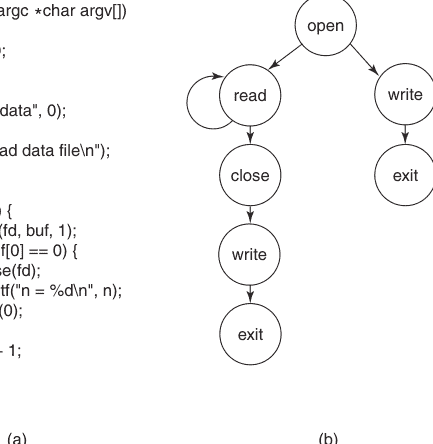 argc *char argv[])
);
data", 0);
ad data file\n");
) {
(fd, buf, 1);
f[0] == 0) {
se(fd);
tf("n = %d\n", n);
(0);
- 1;
(a)
open
read
write
close
exit
write
exit
(b)